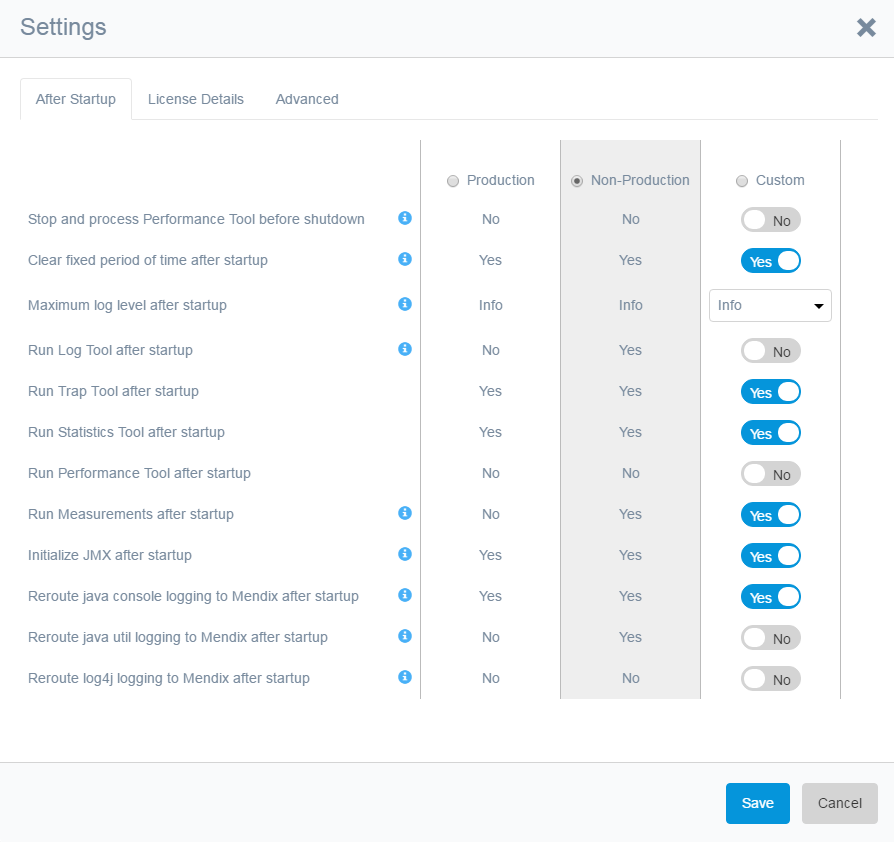 Settings
After Startup License Details Advanced
Production Non-Production Custom
Stop and process Performance Tool before shutdown No No No
Clear fixed period of time after startup Yes Yes Yes
Maximum log level after startup Info Info Info
Run Log Tool after startup No Yes No
Run Trap Tool after startup Yes Yes Yes
Run Statistics Tool after startup Yes Yes Yes
Run Performance Tool after startup No No No
Run Measurements after startup No Yes Yes
Initialize JMX after startup Yes Yes Yes
Reroute java console logging to Mendix after startup Yes Yes Yes
Reroute java util logging to Mendix after startup No Yes No
Reroute log4j logging to Mendix after startup No No No
Save Cancel